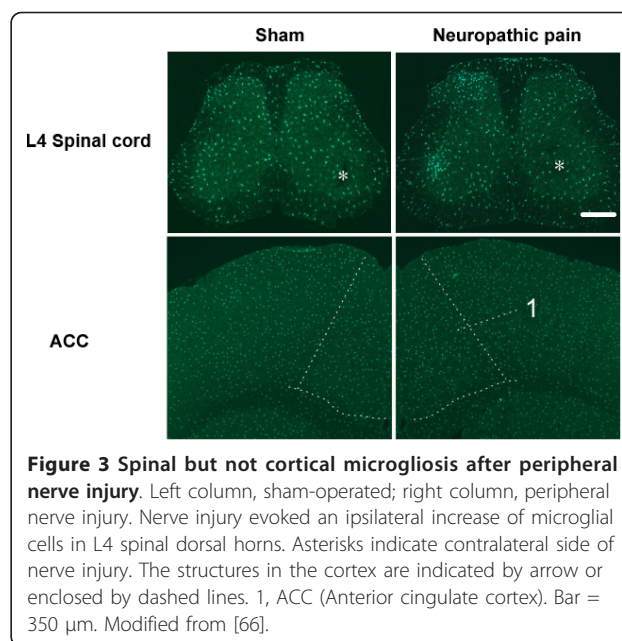 Sham Neuropathic pain
L4 Spinal cord
*
*
ACC
1
Figure 3 Spinal but not cortical microgliosis after peripheral
nerve injury. Left column, sham-operated; right column, peripheral
nerve injury. Nerve injury evoked an ipsilateral increase of microglial
cells in L4 spinal dorsal horns. Asterisks indicate contralateral side of
nerve injury. The structures in the cortex are indicated by arrow or
enclosed by dashed lines. 1, ACC (Anterior cingulate cortex). Bar =
350 μm. Modified from [66].